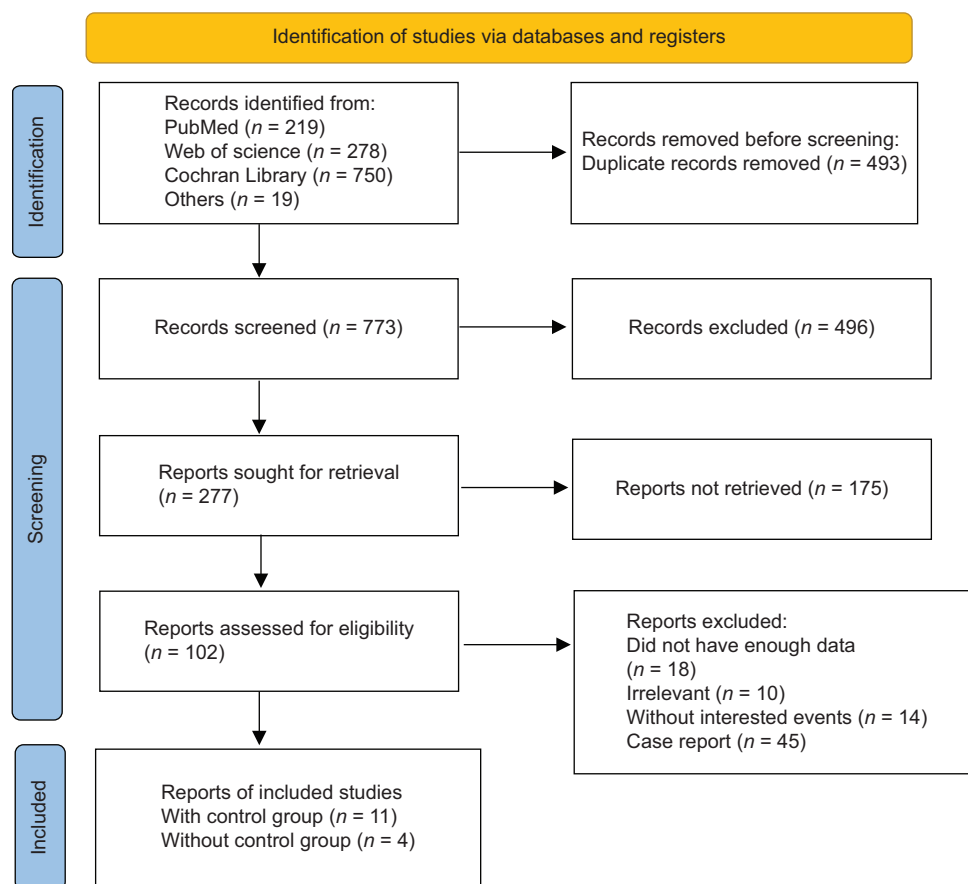 Identification of studies via databases and registers
Identification
Records identified from:
PubMed (n = 219)
Web of science (n = 278)
Cochran Library (n = 750)
Others (n = 19)
Records removed before screening:
Duplicate records removed (n = 493)
Screening
Records screened (n = 773)
Records excluded (n = 496)
Reports sought for retrieval
(n = 277)
Reports not retrieved (n = 175)
Reports assessed for eligibility
(n = 102)
Reports excluded:
Did not have enough data
(n = 18)
Irrelevant (n = 10)
Without interested events (n = 14)
Case report (n = 45)
Included
Reports of included studies
With control group (n = 11)
Without control group (n = 4)